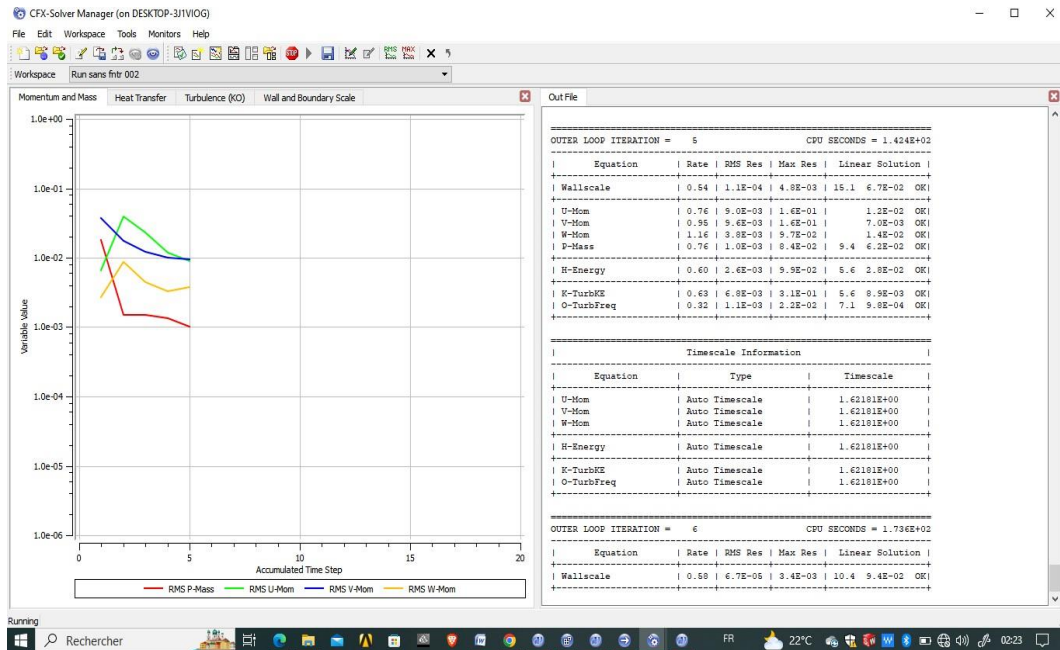 CFX-Solver Manager (on DESKTOP-3J1VIOG)
File Edit Workspace Tools Monitors Help
STOP RMS MAX
Workspace Run sans fntr 002
Momentum and Mass Heat Transfer Turbulence (KO) Wall and Boundary Scale
1.0e+00
1.0e-01
1.0e-02
1.0e-03
1.0e-04
1.0e-05
1.0e-06
Variable Value
0 5 10 15 20
Accumulated Time Step
RMS P-Mass RMS U-Mom RMS V-Mom RMS W-Mom
Out File
======================================================================
OUTER LOOP ITERATION = 5 CPU SECONDS = 1.424E+02
----------------------------------------------------------------------
| Equation | Rate | RMS Res | Max Res | Linear Solution |
+----------------------+------+---------+---------+------------------+
| Wallscale | 0.54 | 1.1E-04 | 4.8E-03 | 15.1 6.7E-02 OK|
+----------------------+------+---------+---------+------------------+
| U-Mom | 0.76 | 9.0E-03 | 1.6E-01 | 1.2E-02 OK|
| V-Mom | 0.95 | 9.6E-03 | 1.6E-01 | 7.0E-03 OK|
| W-Mom | 1.16 | 3.8E-03 | 9.7E-02 | 1.4E-02 OK|
| P-Mass | 0.76 | 1.0E-03 | 8.4E-02 | 9.4 6.2E-02 OK|
+----------------------+------+---------+---------+------------------+
| H-Energy | 0.60 | 2.6E-03 | 9.9E-02 | 5.6 2.8E-02 OK|
+----------------------+------+---------+---------+------------------+
| K-TurbKE | 0.63 | 6.8E-03 | 3.1E-01 | 5.6 8.9E-03 OK|
| O-TurbFreq | 0.32 | 1.1E-03 | 2.2E-02 | 7.1 9.8E-04 OK|
+----------------------+------+---------+---------+------------------+
======================================================================
| Timescale Information |
----------------------------------------------------------------------
| Equation | Type | Timescale |
+----------------------+-----------------------+--------------------+
| U-Mom | Auto Timescale | 1.62181E+00 |
| V-Mom | Auto Timescale | 1.62181E+00 |
| W-Mom | Auto Timescale | 1.62181E+00 |
+----------------------+-----------------------+--------------------+
| H-Energy | Auto Timescale | 1.62181E+00 |
+----------------------+-----------------------+--------------------+
| K-TurbKE | Auto Timescale | 1.62181E+00 |
| O-TurbFreq | Auto Timescale | 1.62181E+00 |
+----------------------+-----------------------+--------------------+
======================================================================
OUTER LOOP ITERATION = 6 CPU SECONDS = 1.736E+02
----------------------------------------------------------------------
| Equation | Rate | RMS Res | Max Res | Linear Solution |
+----------------------+------+---------+---------+------------------+
| Wallscale | 0.58 | 6.7E-05 | 3.4E-03 | 10.4 9.4E-02 OK|
+----------------------+------+---------+---------+------------------+
Running
Rechercher FR 22°C 02:23